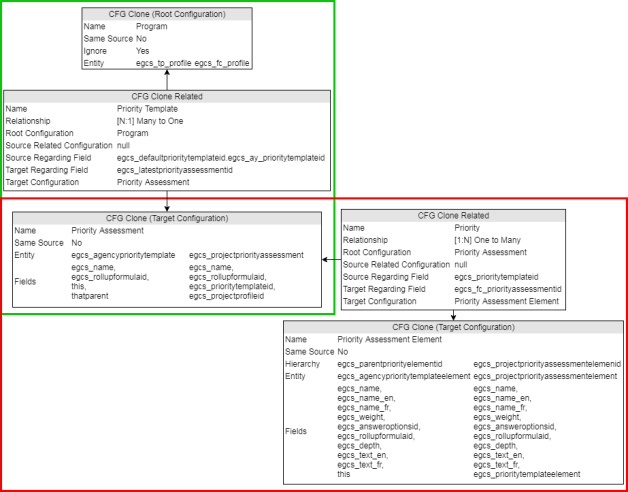 CFG Clone (Root Configuration)
Name Program
Same Source No
Ignore Yes
Entity egcs_tp_profile egcs_fc_profile
CFG Clone Related
Name Priority Template
Relationship [N:1] Many to One
Root Configuration Program
Source Related Configuration null
Source Regarding Field egcs_defaultprioritytemplateid.egcs_ay_prioritytemplateid
Target Regarding Field egcs_latestpriorityassessmentid
Target Configuration Priority Assessment
CFG Clone (Target Configuration)
Name Priority Assessment
Same Source No
Entity egcs_agencyprioritytemplate egcs_projectpriorityassessment
Fields
egcs_name, egcs_name,
egcs_rollupformulaid, egcs_rollupformulaid,
this, egcs_prioritytemplateid,
thatparent egcs_projectprofileid
CFG Clone Related
Name Priority
Relationship [1:N] One to Many
Root Configuration Priority Assessment
Source Related Configuration null
Source Regarding Field egcs_prioritytemplateid
Target Regarding Field egcs_fc_priorityassessmentid
Target Configuration Priority Assessment Element
CFG Clone (Target Configuration)
Name Priority Assessment Element
Same Source No
Hierarchy egcs_parentpriorityelementid egcs_projectpriorityassessmentelemenid
Entity egcs_agencyprioritytemplateelement egcs_projectpriorityassessmentelement
Fields
egcs_name, egcs_name,
egcs_name_en, egcs_name_en,
egcs_name_fr, egcs_name_fr,
egcs_weight, egcs_weight,
egcs_answeroptionsid, egcs_answeroptionsid,
egcs_rollupformulaid, egcs_rollupformulaid,
egcs_depth, egcs_depth,
egcs_text_en, egcs_text_en,
egcs_text_fr, egcs_text_fr,
this egcs_prioritytemplateelement